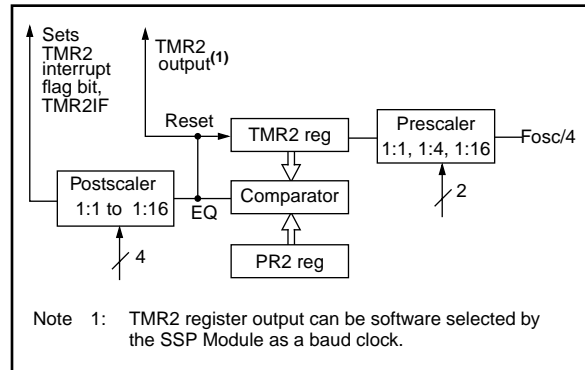 Sets
TMR2
interrupt
flag bit,
TMR2IF
TMR2
output(1)
Reset
TMR2 reg
Prescaler
1:1, 1:4, 1:16
Fosc/4
2
Postscaler
1:1 to 1:16
EQ
Comparator
4
PR2 reg
Note 1: TMR2 register output can be software selected by
the SSP Module as a baud clock.